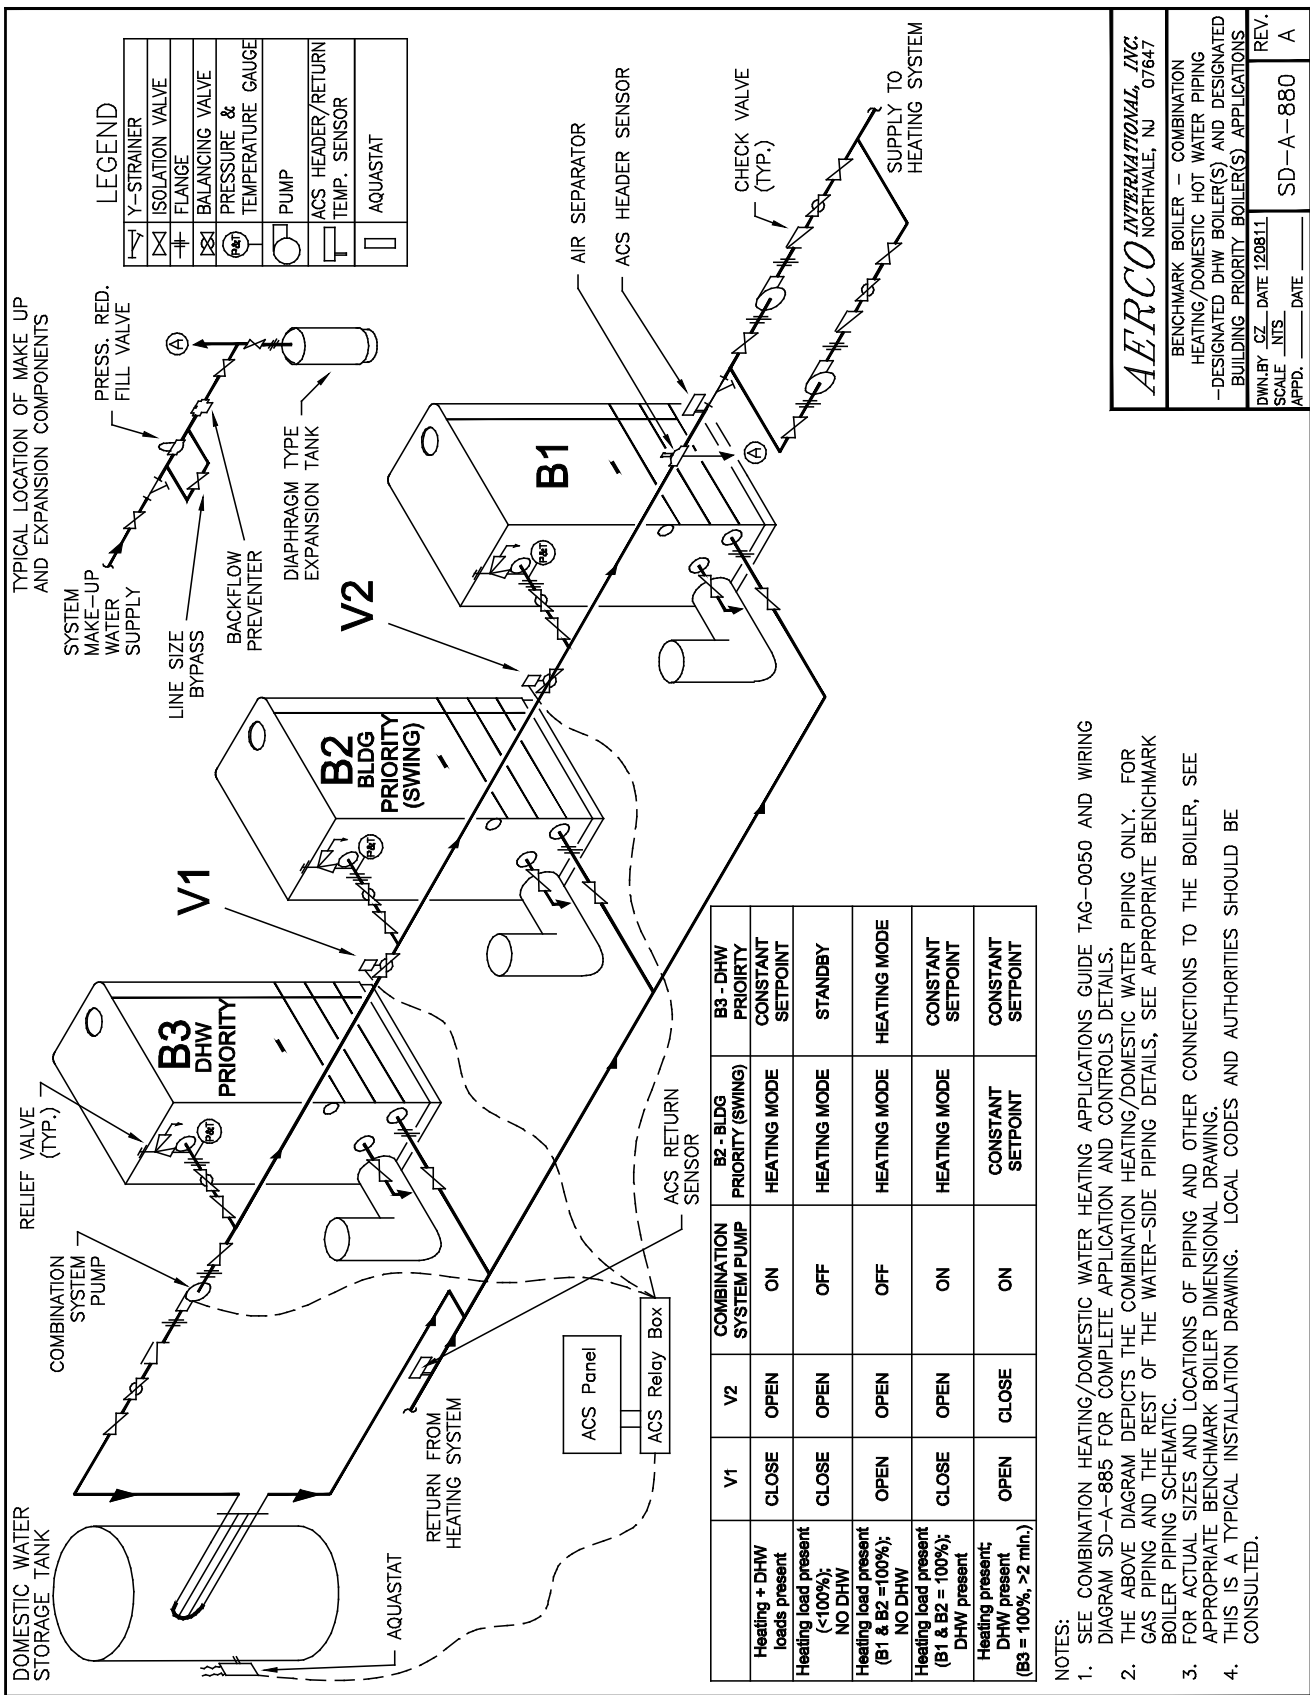 TYPICAL LOCATION OF MAKE UP
AND EXPANSION COMPONENTS
SYSTEM
MAKE-UP
WATER
SUPPLY
PRESS. RED.
FILL VALVE
LINE SIZE
BYPASS
BACKFLOW
PREVENTER
DIAPHRAGM TYPE
EXPANSION TANK
A
LEGEND
Y-STRAINER
ISOLATION VALVE
FLANGE
BALANCING VALVE
P&T
PRESSURE &
TEMPERATURE GAUGE
PUMP
ACS HEADER/RETURN
TEMP. SENSOR
AQUASTAT
DOMESTIC WATER
STORAGE TANK
RELIEF VALVE
(TYP.)
COMBINATION
SYSTEM
PUMP
B3
DHW
PRIORITY
P&T
V1
B2
BLDG
PRIORITY
(SWING)
P&T
V2
B1
P&T
AIR SEPARATOR
ACS HEADER SENSOR
A
CHECK VALVE
(TYP.)
SUPPLY TO
HEATING SYSTEM
AQUASTAT
RETURN FROM
HEATING SYSTEM
ACS RETURN
SENSOR
ACS Panel
ACS Relay Box
V1
V2
COMBINATION
SYSTEM PUMP
B2 - BLDG
PRIORITY (SWING)
B3 - DHW
PRIOIRTY
Heating + DHW
loads present
CLOSE
OPEN
ON
HEATING MODE
CONSTANT
SETPOINT
Heating load present
(<100%);
NO DHW
CLOSE
OPEN
OFF
HEATING MODE
STANDBY
Heating load present
(B1 & B2 =100%);
NO DHW
OPEN
OPEN
OFF
HEATING MODE
HEATING MODE
Heating load present
(B1 & B2 = 100%);
DHW present
CLOSE
OPEN
ON
HEATING MODE
CONSTANT
SETPOINT
Heating present;
DHW present
(B3 = 100%, >2 min.)
OPEN
CLOSE
ON
CONSTANT
SETPOINT
CONSTANT
SETPOINT
NOTES:
1. SEE COMBINATION HEATING/DOMESTIC WATER HEATING APPLICATIONS GUIDE TAG-0050 AND WIRING
DIAGRAM SD-A-885 FOR COMPLETE APPLICATION AND CONTROLS DETAILS.
2. THE ABOVE DIAGRAM DEPICTS THE COMBINATION HEATING/DOMESTIC WATER PIPING ONLY. FOR
GAS PIPING AND THE REST OF THE WATER-SIDE PIPING DETAILS, SEE APPROPRIATE BENCHMARK
BOILER PIPING SCHEMATIC.
3. FOR ACTUAL SIZES AND LOCATIONS OF PIPING AND OTHER CONNECTIONS TO THE BOILER, SEE
APPROPRIATE BENCHMARK BOILER DIMENSIONAL DRAWING.
4. THIS IS A TYPICAL INSTALLATION DRAWING. LOCAL CODES AND AUTHORITIES SHOULD BE
CONSULTED.
AERCO INTERNATIONAL, INC.
NORTHVALE, NJ 07647
BENCHMARK BOILER - COMBINATION
HEATING/DOMESTIC HOT WATER PIPING
-DESIGNATED DHW BOILER(S) AND DESIGNATED
BUILDING PRIORITY BOILER(S) APPLICATIONS
DWN.BY CZ DATE 120811
SCALE NTS
APPD. DATE
SD-A-880
REV.
A